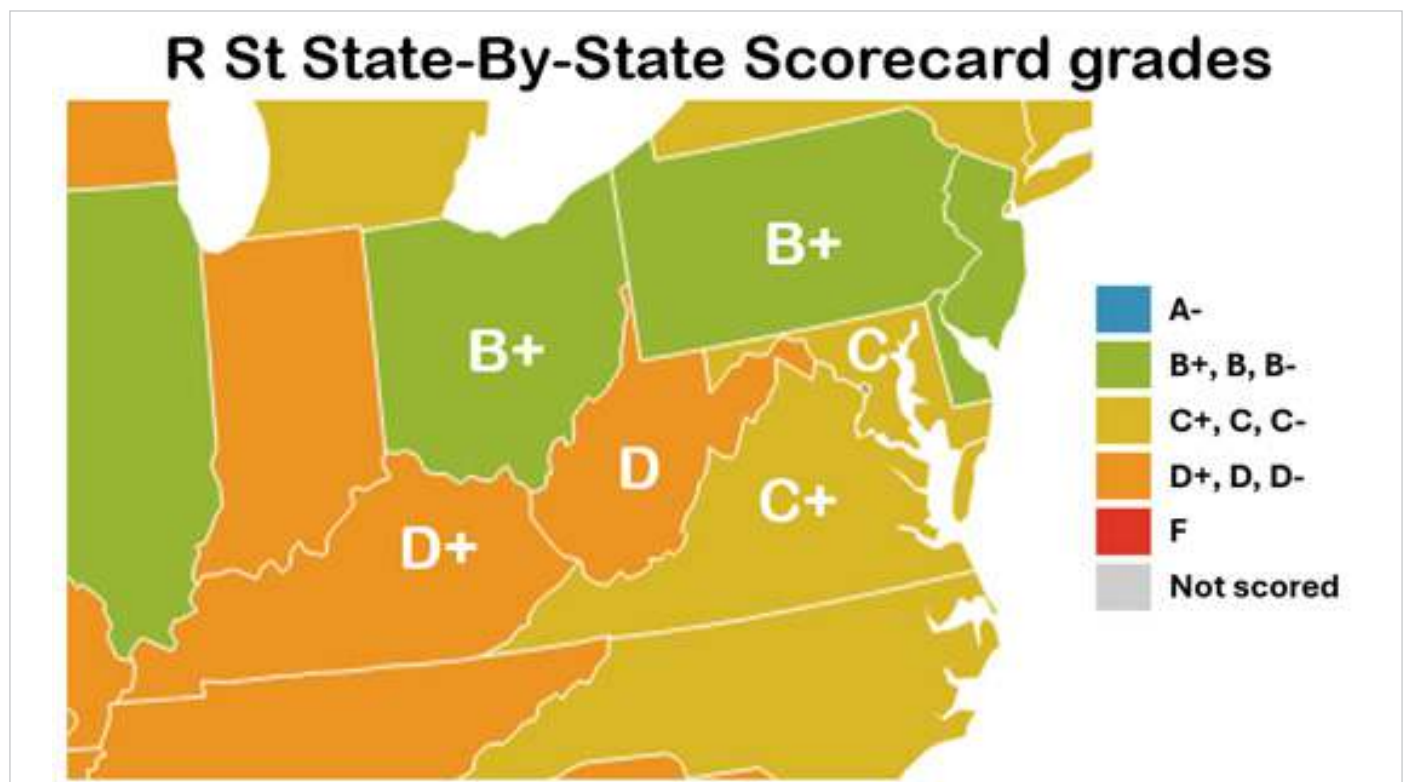 R St State-By-State Scorecard grades
B+
B+
C
D
C+
D+
A-
B+, B, B-
C+, C, C-
D+, D, D-
F
Not scored